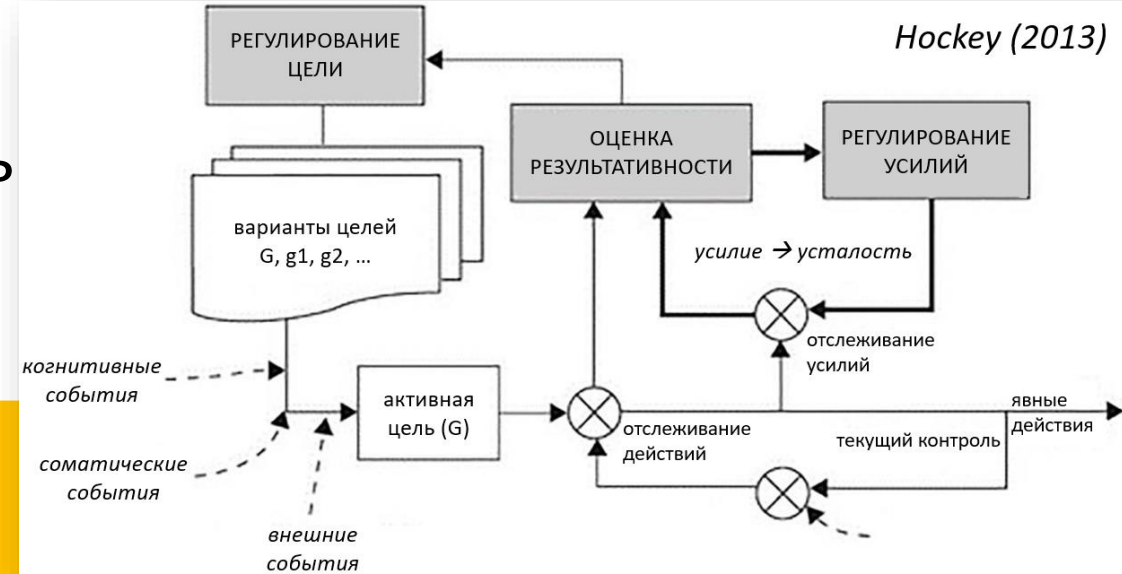 Hockey (2013)
РЕГУЛИРОВАНИЕ
ЦЕЛИ
ОЦЕНКА
РЕЗУЛЬТАТИВНОСТИ
РЕГУЛИРОВАНИЕ
УСИЛИЙ
варианты целей
G, g1, g2, ...
усилие → усталость
отслеживание
усилий
когнитивные
события
активная
цель (G)
отслеживание
действий
явные
действия
текущий контроль
соматические
события
внешние
события